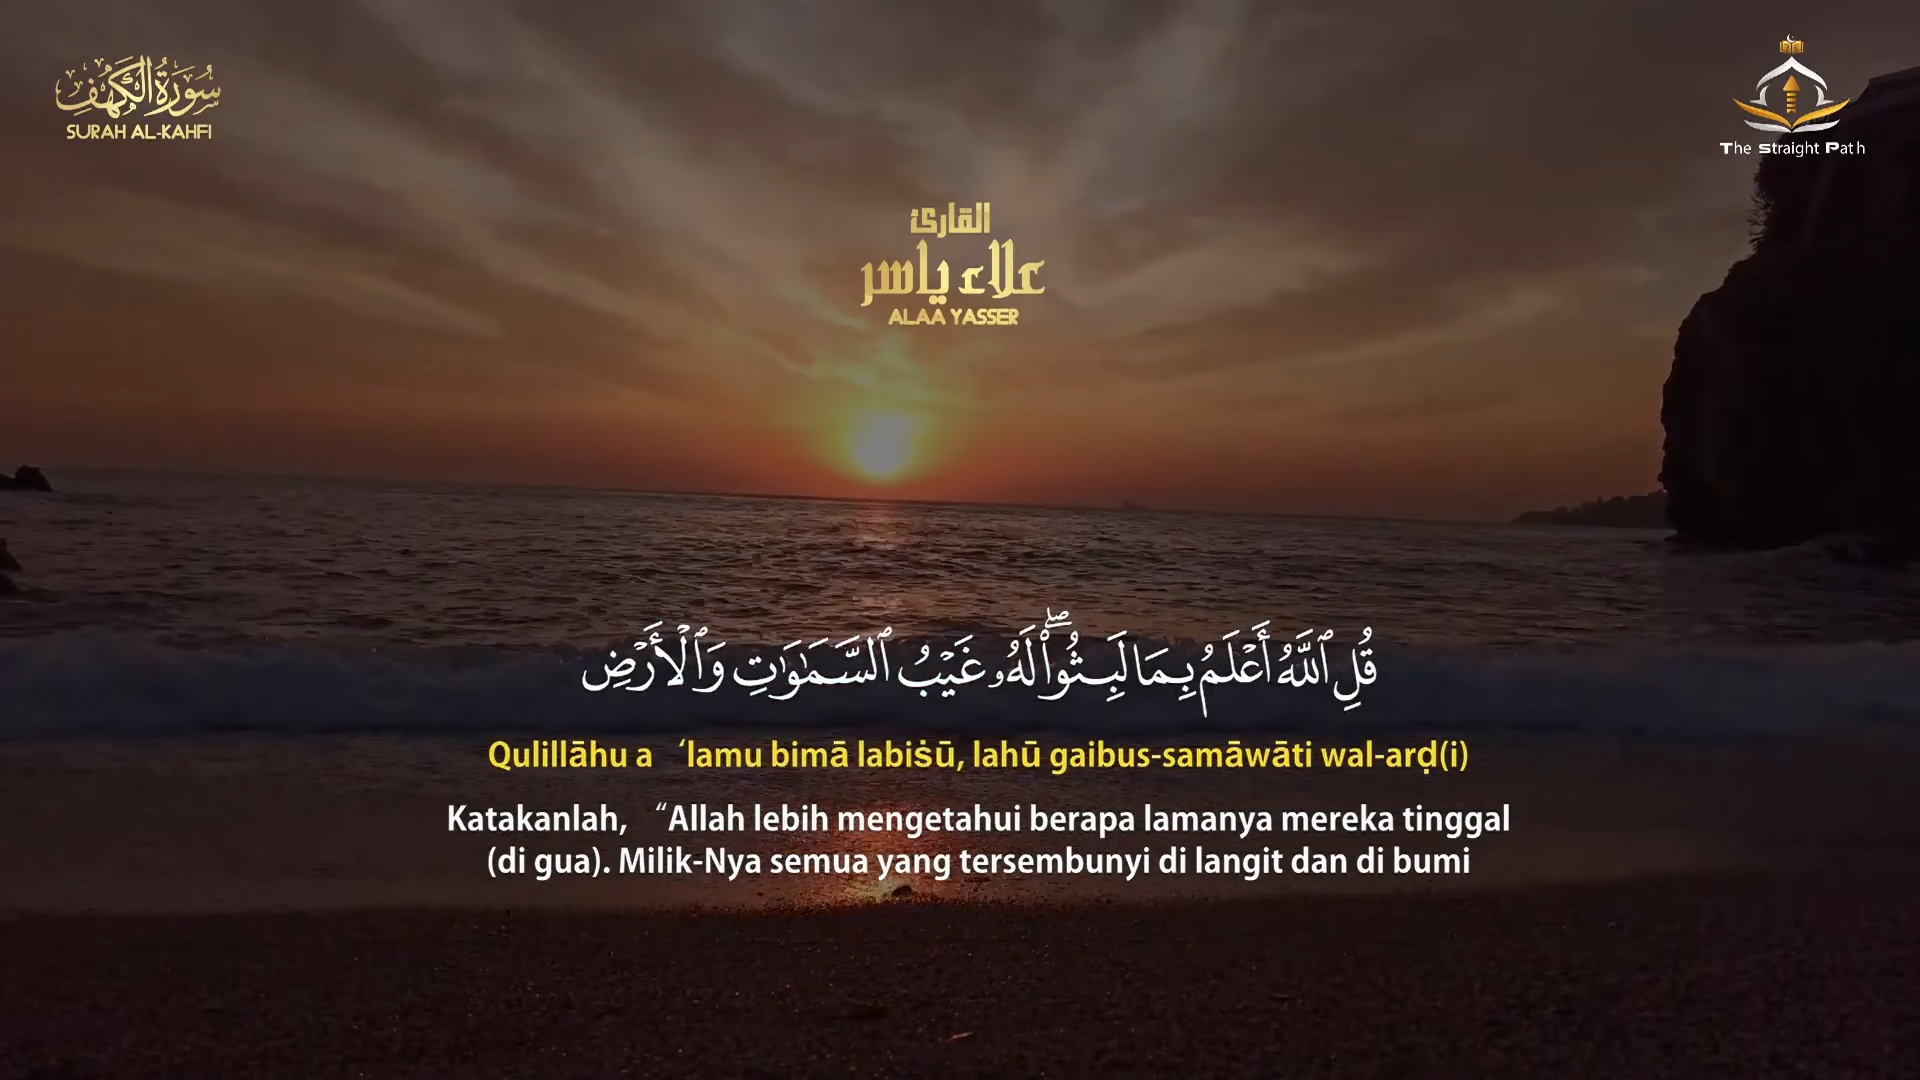 سُورَةُ الْكَهْفِ
SURAH AL-KAHFI
The Straight Path
القارئ
علاء ياسر
ALAA YASSER
قُلِ ٱللَّهُ أَعْلَمُ بِمَا لَبِثُوا۟ ۖ لَهُۥ غَيْبُ ٱلسَّمَـٰوَٰتِ وَٱلْأَرْضِ
Qulillāhu a ‘lamu bimā labiṡū, lahū gaibus-samāwāti wal-arḍ(i)
Katakanlah, “Allah lebih mengetahui berapa lamanya mereka tinggal
(di gua). Milik-Nya semua yang tersembunyi di langit dan di bumi